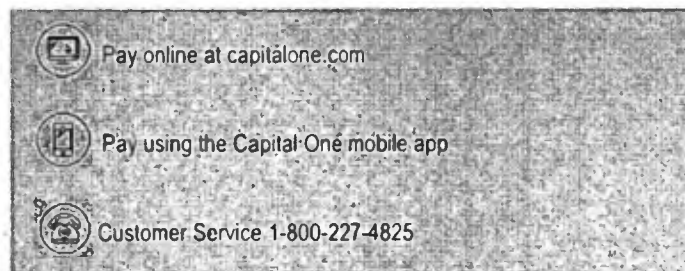 Pay online at capitalone.com
Pay using the Capital One mobile app
Customer Service 1-800-227-4825